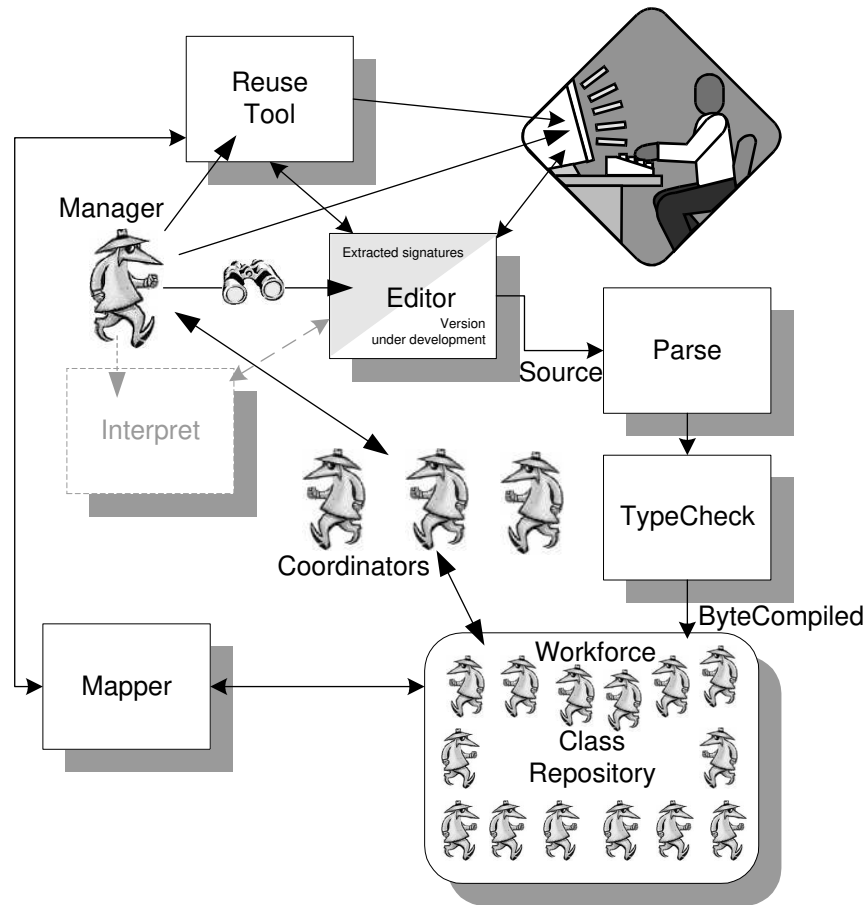 Reuse
Tool
Manager
Extracted signatures
Editor
Version
under development
Source
Parse
Interpret
TypeCheck
Coordinators
ByteCompiled
Workforce
Mapper
Class
Repository